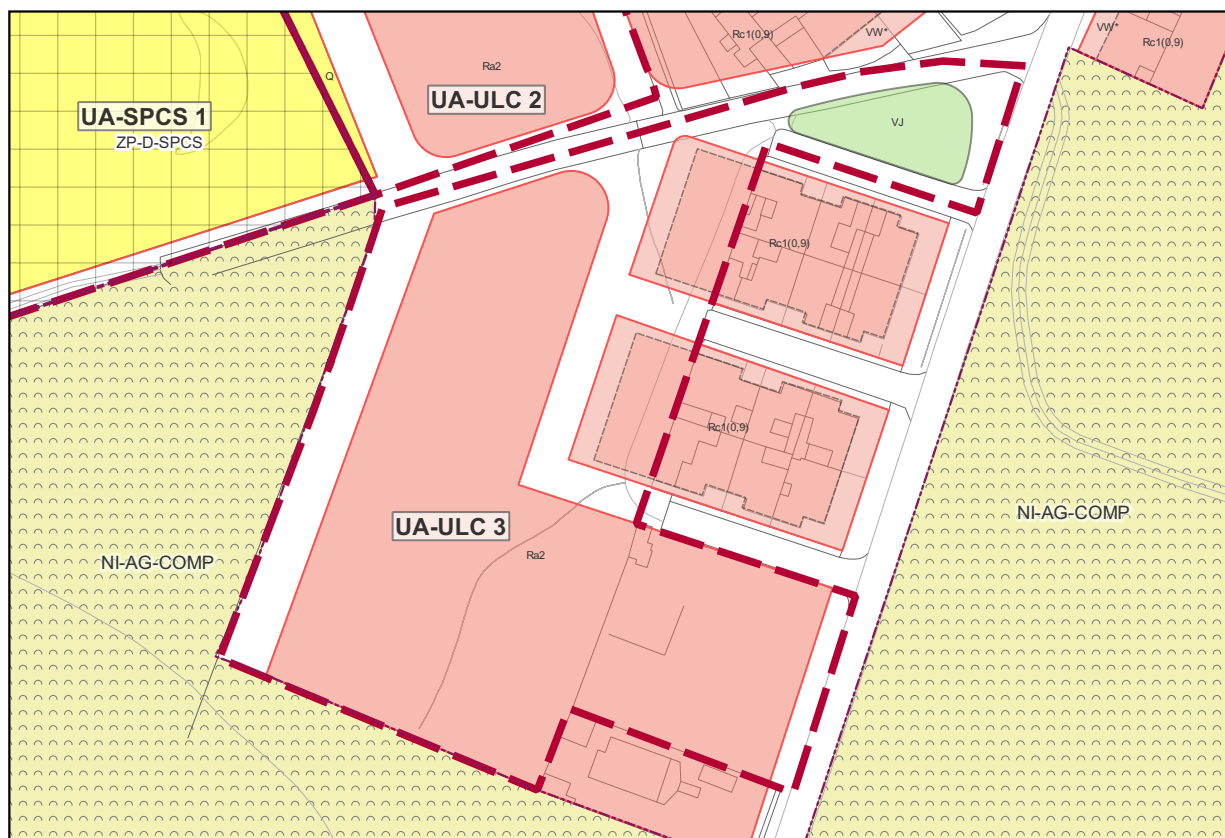 Rc1(0,9)
VW*
VW*
Rc1(0,9)
Ra2
Q
UA-ULC 2
UA-SPCS 1
ZP-D-SPCS
VJ
Rc1(0,9)
Rc1(0,9)
NI-AG-COMP
UA-ULC 3
Ra2
NI-AG-COMP